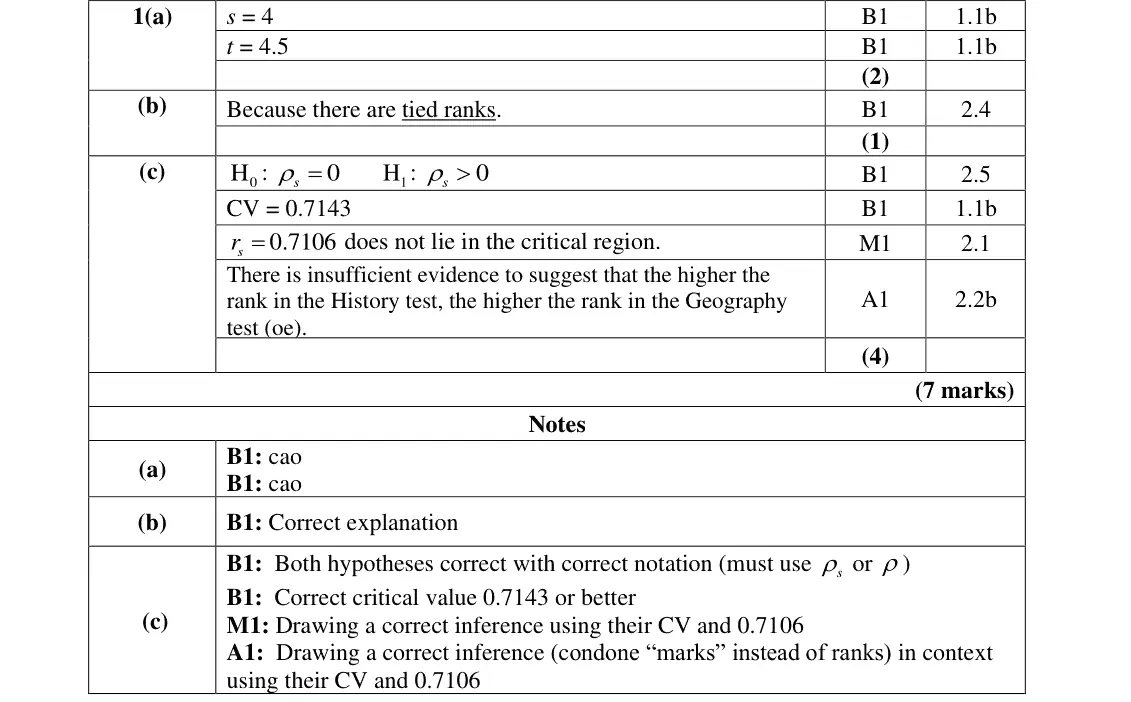 1(a) s = 4 B1 1.1b
t = 4.5 B1 1.1b
(2)
(b) Because there are tied ranks. B1 2.4
(1)
(c) H₀ : ρₛ = 0 H₁ : ρₛ > 0 B1 2.5
CV = 0.7143 B1 1.1b
rₛ = 0.7106 does not lie in the critical region. M1 2.1
There is insufficient evidence to suggest that the higher the
rank in the History test, the higher the rank in the Geography
test (oe). A1 2.2b
(4)
(7 marks)
Notes
(a) B1: cao
B1: cao
(b) B1: Correct explanation
(c) B1: Both hypotheses correct with correct notation (must use ρₛ or ρ )
B1: Correct critical value 0.7143 or better
M1: Drawing a correct inference using their CV and 0.7106
A1: Drawing a correct inference (condone “marks” instead of ranks) in context
using their CV and 0.7106